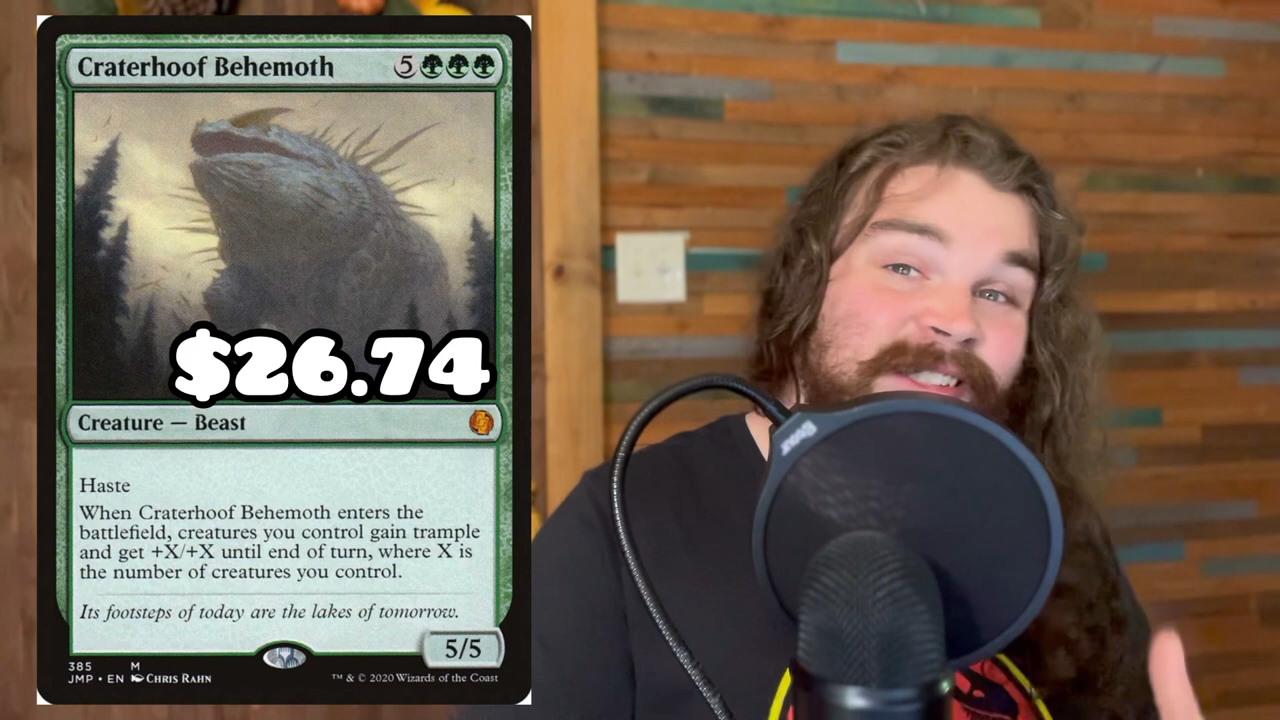 Craterhoof Behemoth 5
$26.74
Creature — Beast
Haste
When Craterhoof Behemoth enters the
battlefield, creatures you control gain trample
and get +X/+X until end of turn, where X is
the number of creatures you control.
Its footsteps of today are the lakes of tomorrow.
5/5
385 M
JMP • EN CHRIS RAHN
™ & © 2020 Wizards of the Coast